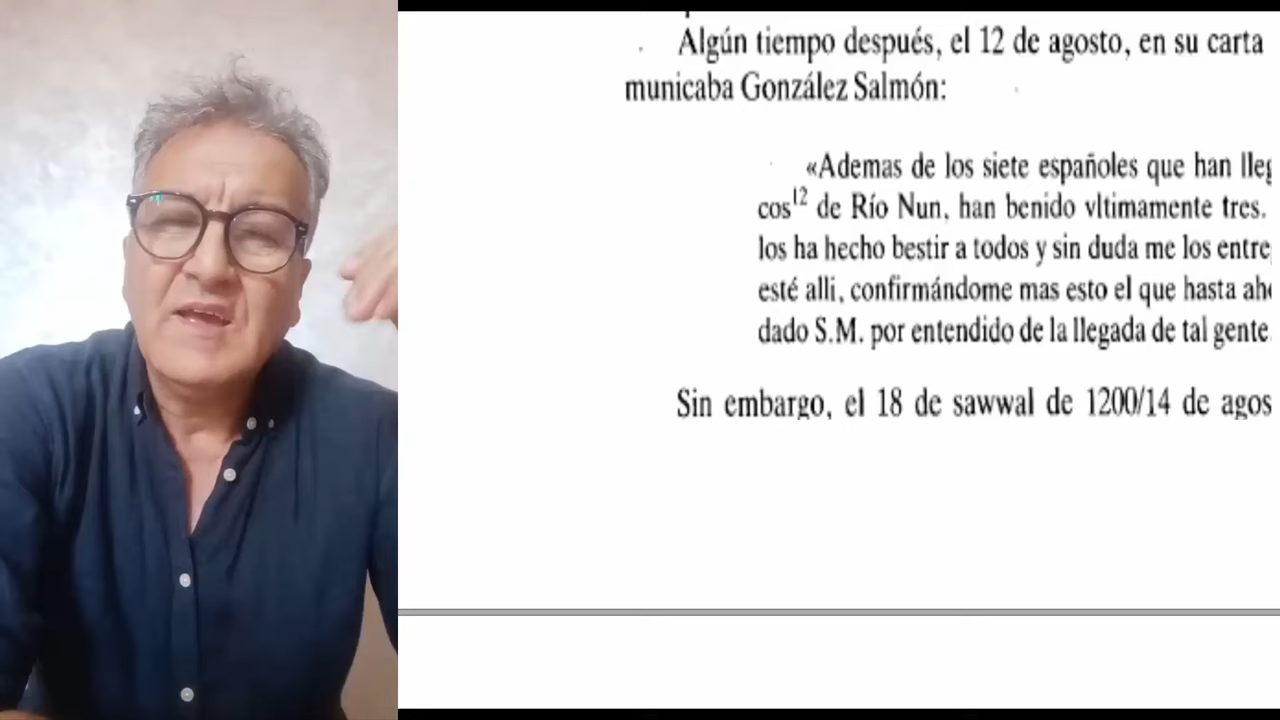 Algún tiempo después, el 12 de agosto, en su carta
municaba González Salmón:
«Ademas de los siete españoles que han
cos12 de Río Nun, han benido vltimamente tres.
los ha hecho bestir a todos y sin duda me los
esté alli, confirmándome mas esto el que hasta
dado S.M. por entendido de la llegada de tal gente
Sin embargo, el 18 de sawwal de 1200/14 de